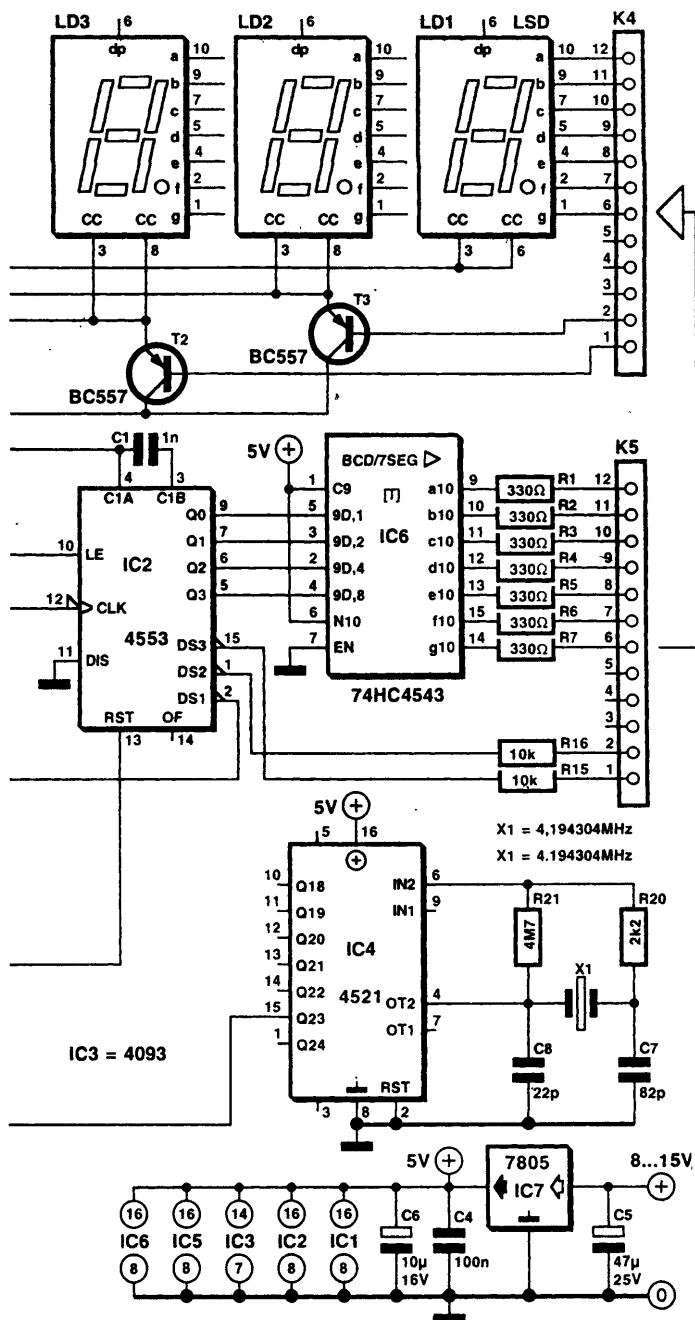 LD3 6 LD2 6 LD1 6 LSD K4
dp dp dp
a 10 a 10 a 10 12
b 9 b 9 b 9 11
c 7 c 7 c 7 10
d 5 d 5 d 5 9
e 4 e 4 e 4 8
f 2 f 2 f 2 7
g 1 g 1 g 1 6
CC CC CC CC CC CC
3 8 3 8 3 6
5
4
3
2
1
T3
BC557
T2
BC557
C1 1n
4 3
C1A C1B
IC2
4553
10 LE
12 CLK
11 DIS
RST OF
13 14
Q0 9
Q1 7
Q2 6
Q3 5
DS3 15
DS2 1
DS1 2
5V
BCD/7SEG
IC6
1 C9
5 9D,1
3 9D,2
2 9D,4
4 9D,8
6 N10
7 EN
74HC4543
K5
a10 9 330Ω R1 12
b10 10 330Ω R2 11
c10 11 330Ω R3 10
d10 12 330Ω R4 9
e10 13 330Ω R5 8
f10 15 330Ω R6 7
g10 14 330Ω R7 6
5
4
3
10k R16 2
10k R15 1
5V
5 16
X1 = 4,194304MHz
X1 = 4.194304MHz
10 Q18
11 Q19
12 Q20
13 Q21
14 Q22
15 Q23
1 Q24
IC4
4521
IN2 6
IN1 9
OT2 4
OT1 7
RST
3 8 2
R21
4M7
R20
2k2
X1
C8
22p
C7
82p
IC3 = 4093
5V
7805
IC7
8...15V
16 16 14 16 16
IC6 IC5 IC3 IC2 IC1
8 8 7 8 8
C6
10µ
16V
C4
100n
C5
47µ
25V
0